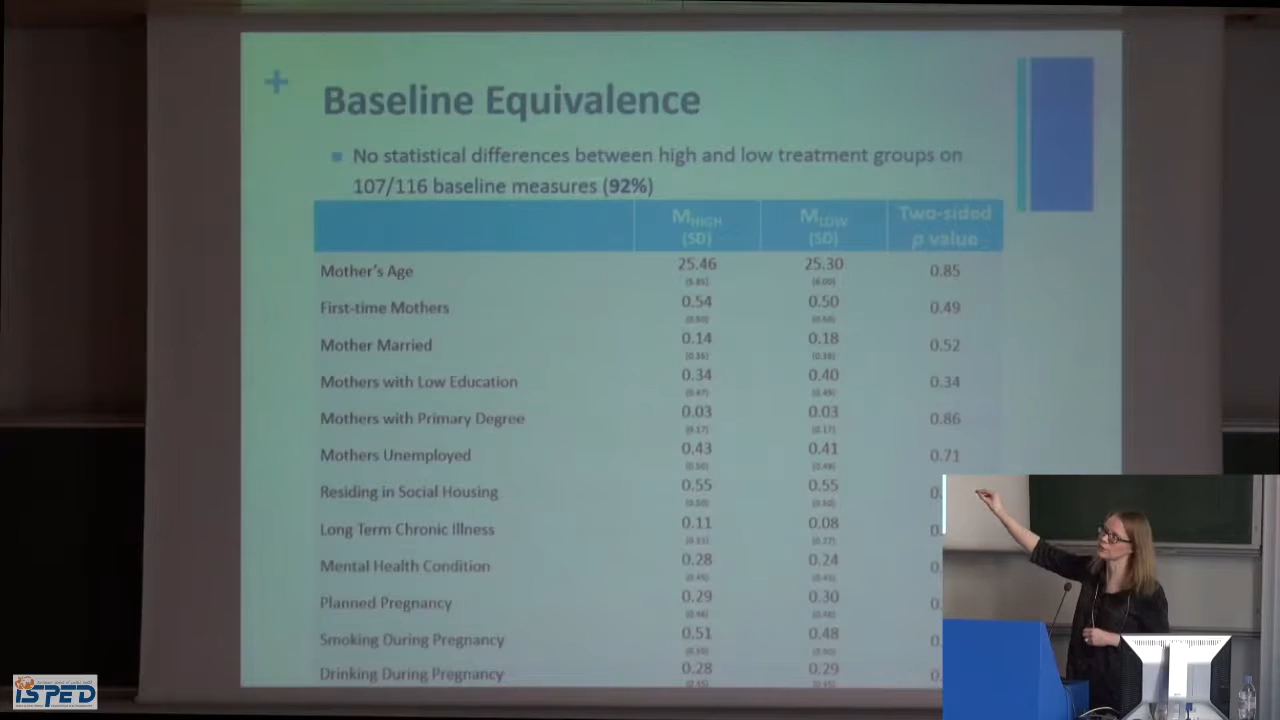 +
Baseline Equivalence
No statistical differences between high and low treatment groups on
107/116 baseline measures (92%)
M HIGH (SD) M LOW (SD) Two-sided p value
Mother's Age 25.46 25.30 0.85
First-time Mothers 0.54 0.50 0.49
Mother Married 0.14 0.18 0.52
Mothers with Low Education 0.34 0.40 0.34
Mothers with Primary Degree 0.03 0.03 0.86
Mothers Unemployed 0.43 0.41 0.71
Residing in Social Housing 0.55 0.55
Long Term Chronic Illness 0.11 0.08
Mental Health Condition 0.28 0.24
Planned Pregnancy 0.29 0.30
Smoking During Pregnancy 0.51 0.48
Drinking During Pregnancy 0.28 0.29
ISPED